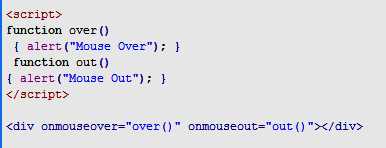 <script>
function over()
{ alert("Mouse Over"); }
function out()
{ alert("Mouse Out"); }
</script>
<div onmouseover="over()" onmouseout="out()"></div>